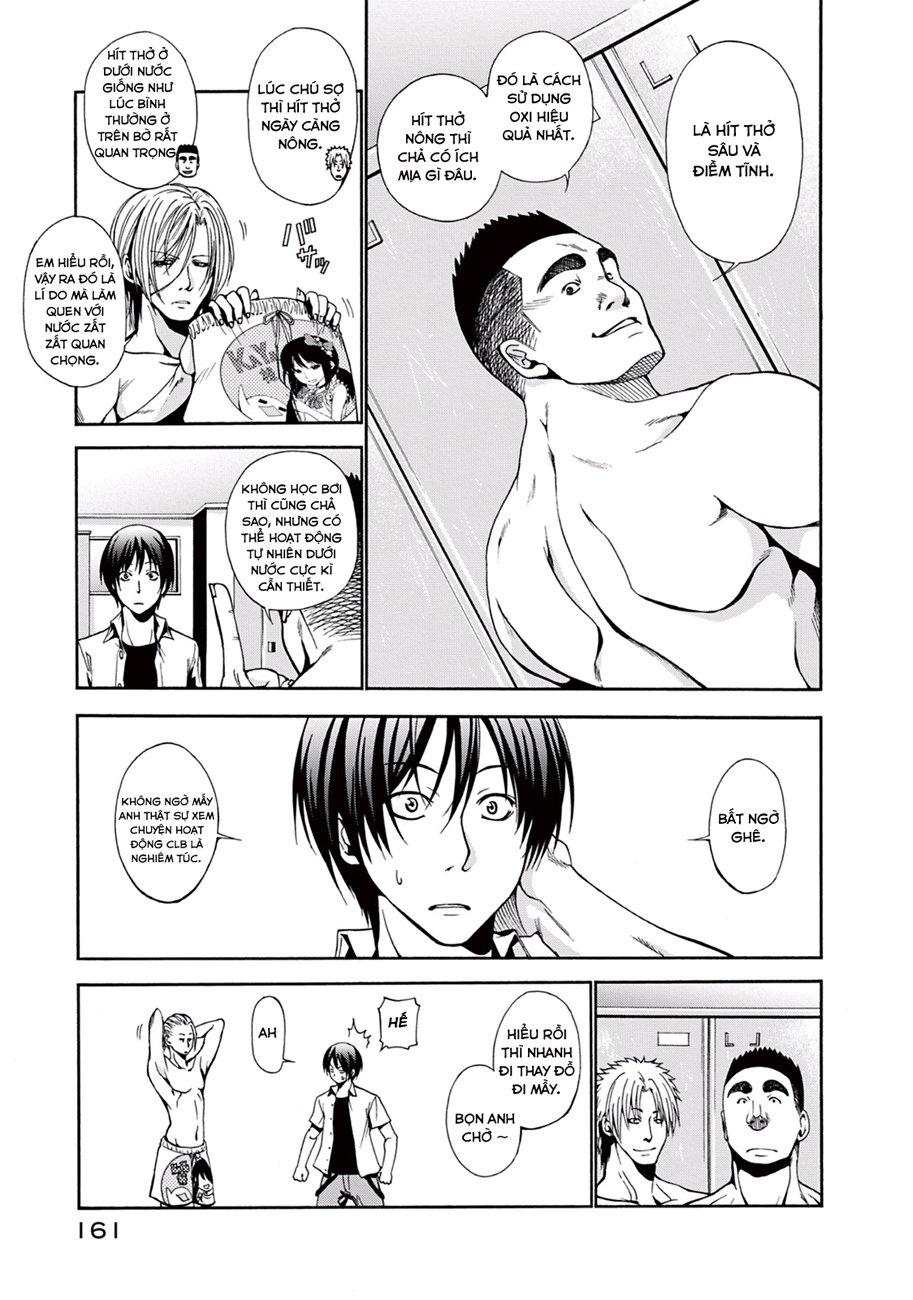 LÀ HÍT THỞ
SÂU VÀ
ĐIỀM TĨNH.
ĐÓ LÀ CÁCH
SỬ DỤNG
OXI HIỆU
QUẢ NHẤT.
HÍT THỞ
NÔNG THÌ
CHẢ CÓ ÍCH
MỊA GÌ ĐÂU.
LÚC CHÚ SỢ
THÌ HÍT THỞ
NGÀY CÀNG
NÔNG.
HÍT THỞ Ở
DƯỚI NƯỚC
GIỐNG NHƯ
LÚC BÌNH
THƯỜNG Ở
TRÊN BỜ RẤT
QUAN TRỌNG
バ゛サッ
EM HIỂU RỒI,
VẬY RA ĐÓ LÀ
LÍ DO MÀ LÀM
QUEN VỚI
NƯỚC ZẤT
ZẤT QUAN
CHỌNG.
KHÔNG HỌC BƠI
THÌ CŨNG CHẢ
SAO, NHƯNG CÓ
THỂ HOẠT ĐỘNG
TỰ NHIÊN DƯỚI
NƯỚC CỰC KÌ
CẦN THIẾT.
BẤT NGỜ
GHÊ.
KHÔNG NGỜ MẤY
ANH THẬT SỰ XEM
CHUYỆN HOẠT
ĐỘNG CLB LÀ
NGHIÊM TÚC.
HIỂU RỒI
THÌ NHANH
ĐI THAY ĐỒ
ĐI MẦY.
BỌN ANH
CHỜ ~
HẾ
AH
161